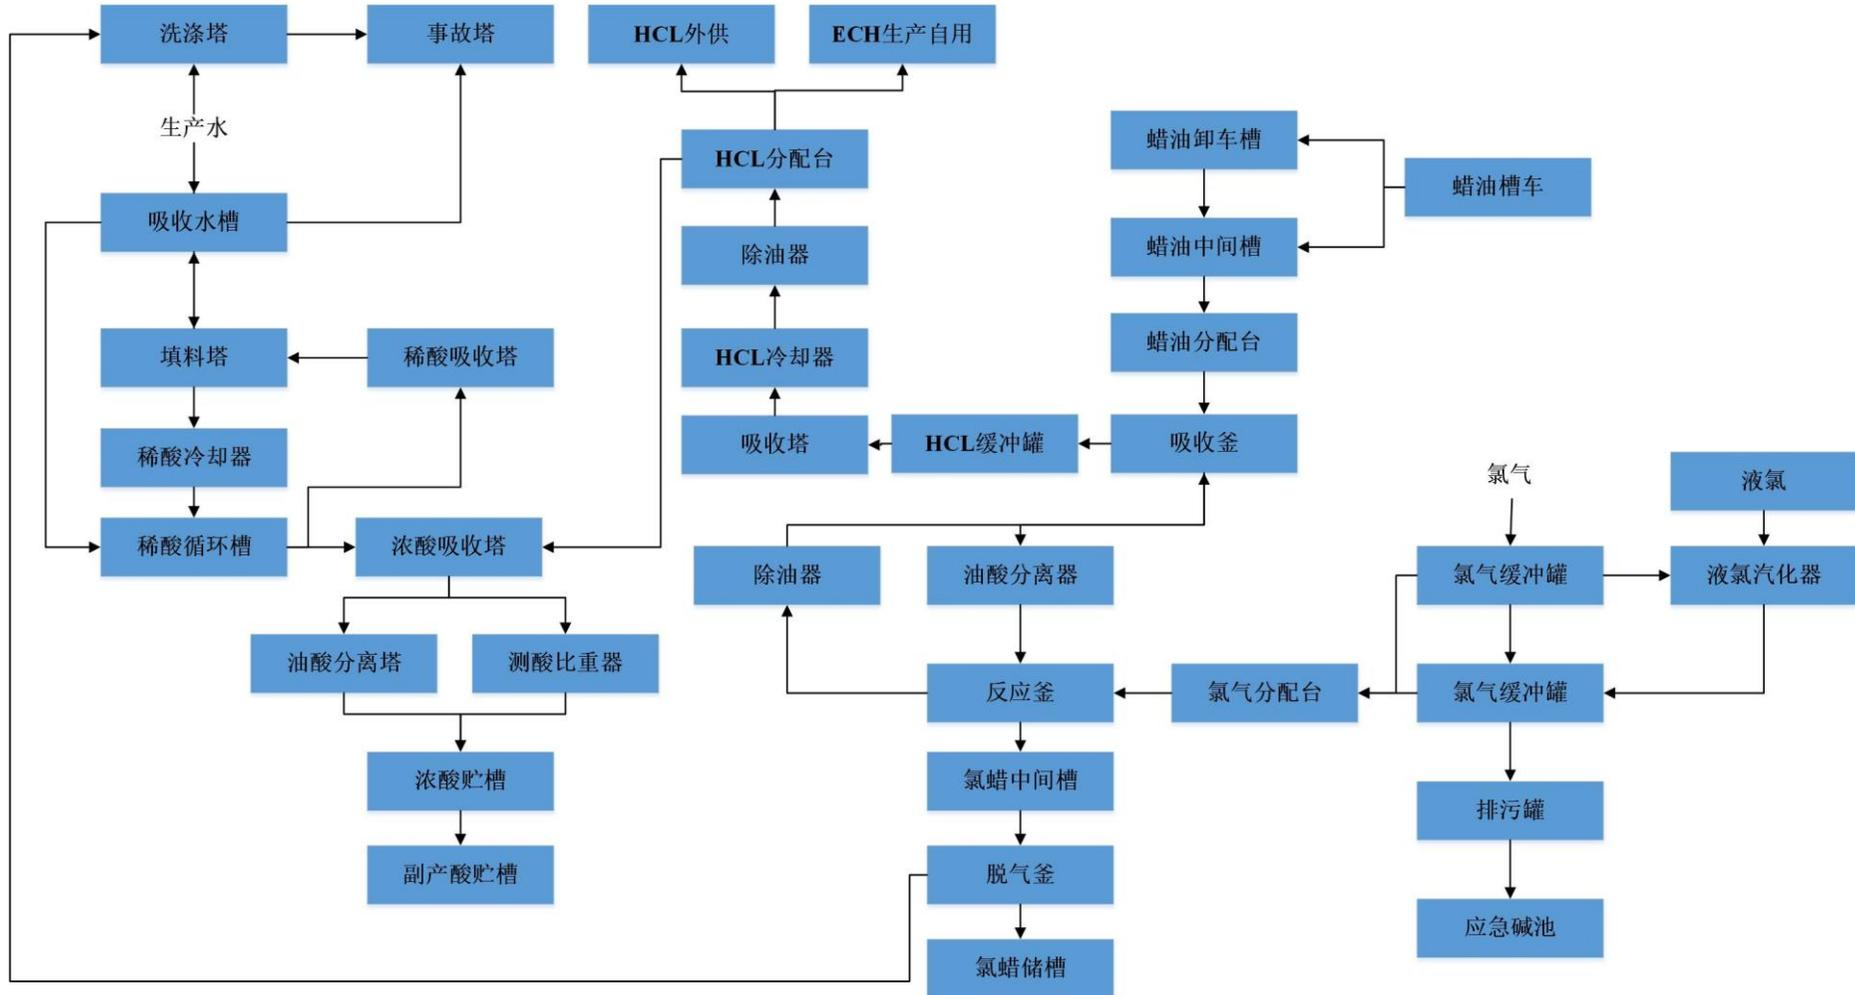 洗涤塔
事故塔
HCL外供
ECH生产自用
生产水
HCL分配台
蜡油卸车槽
蜡油槽车
吸收水槽
除油器
蜡油中间槽
填料塔
稀酸吸收塔
HCL冷却器
蜡油分配台
稀酸冷却器
吸收塔
HCL缓冲罐
吸收釜
氯气
液氯
稀酸循环槽
浓酸吸收塔
除油器
油酸分离器
氯气缓冲罐
液氯汽化器
油酸分离塔
测酸比重器
反应釜
氯气分配台
氯气缓冲罐
浓酸贮槽
氯蜡中间槽
排污罐
副产酸贮槽
脱气釜
应急碱池
氯蜡储槽